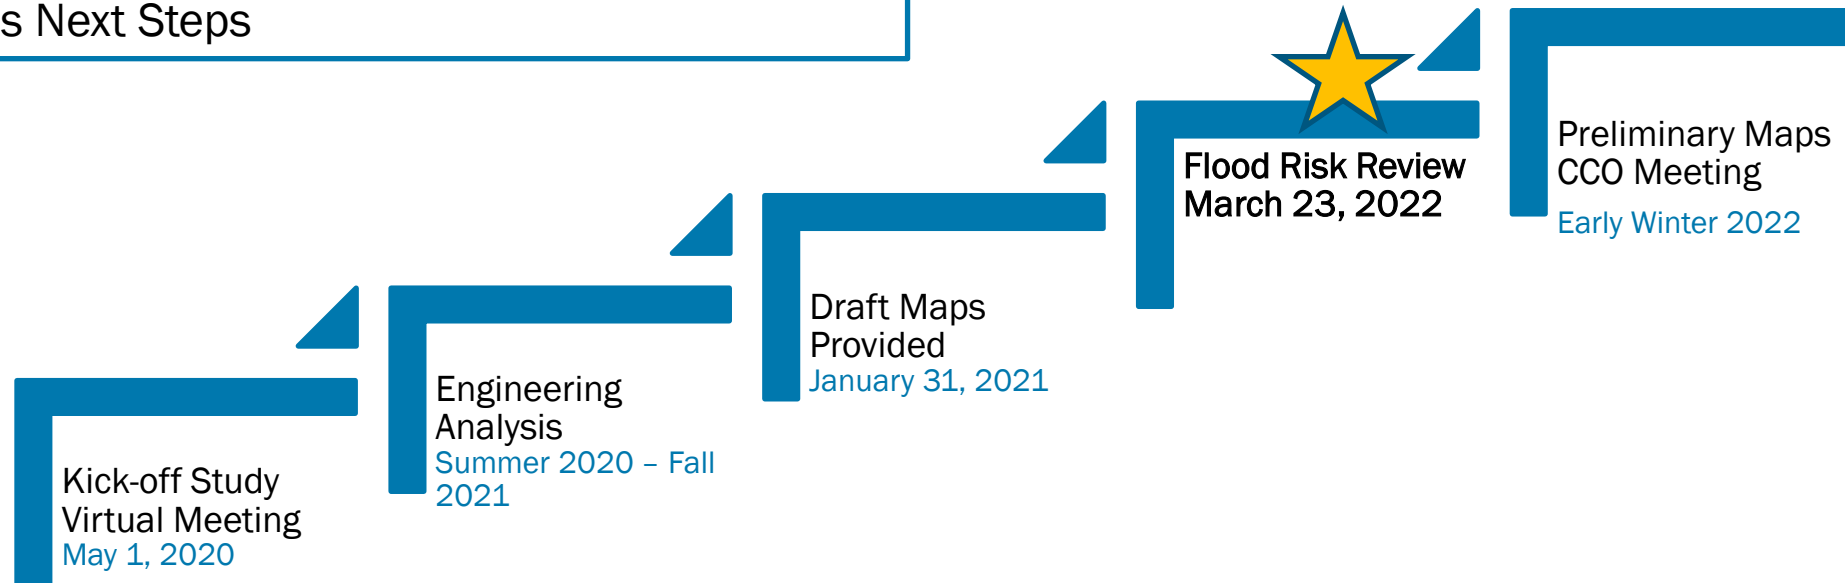 s Next Steps
Kick-off Study
Virtual Meeting
May 1, 2020
Engineering
Analysis
Summer 2020 – Fall
2021
Draft Maps
Provided
January 31, 2021
Flood Risk Review
March 23, 2022
Preliminary Maps
CCO Meeting
Early Winter 2022